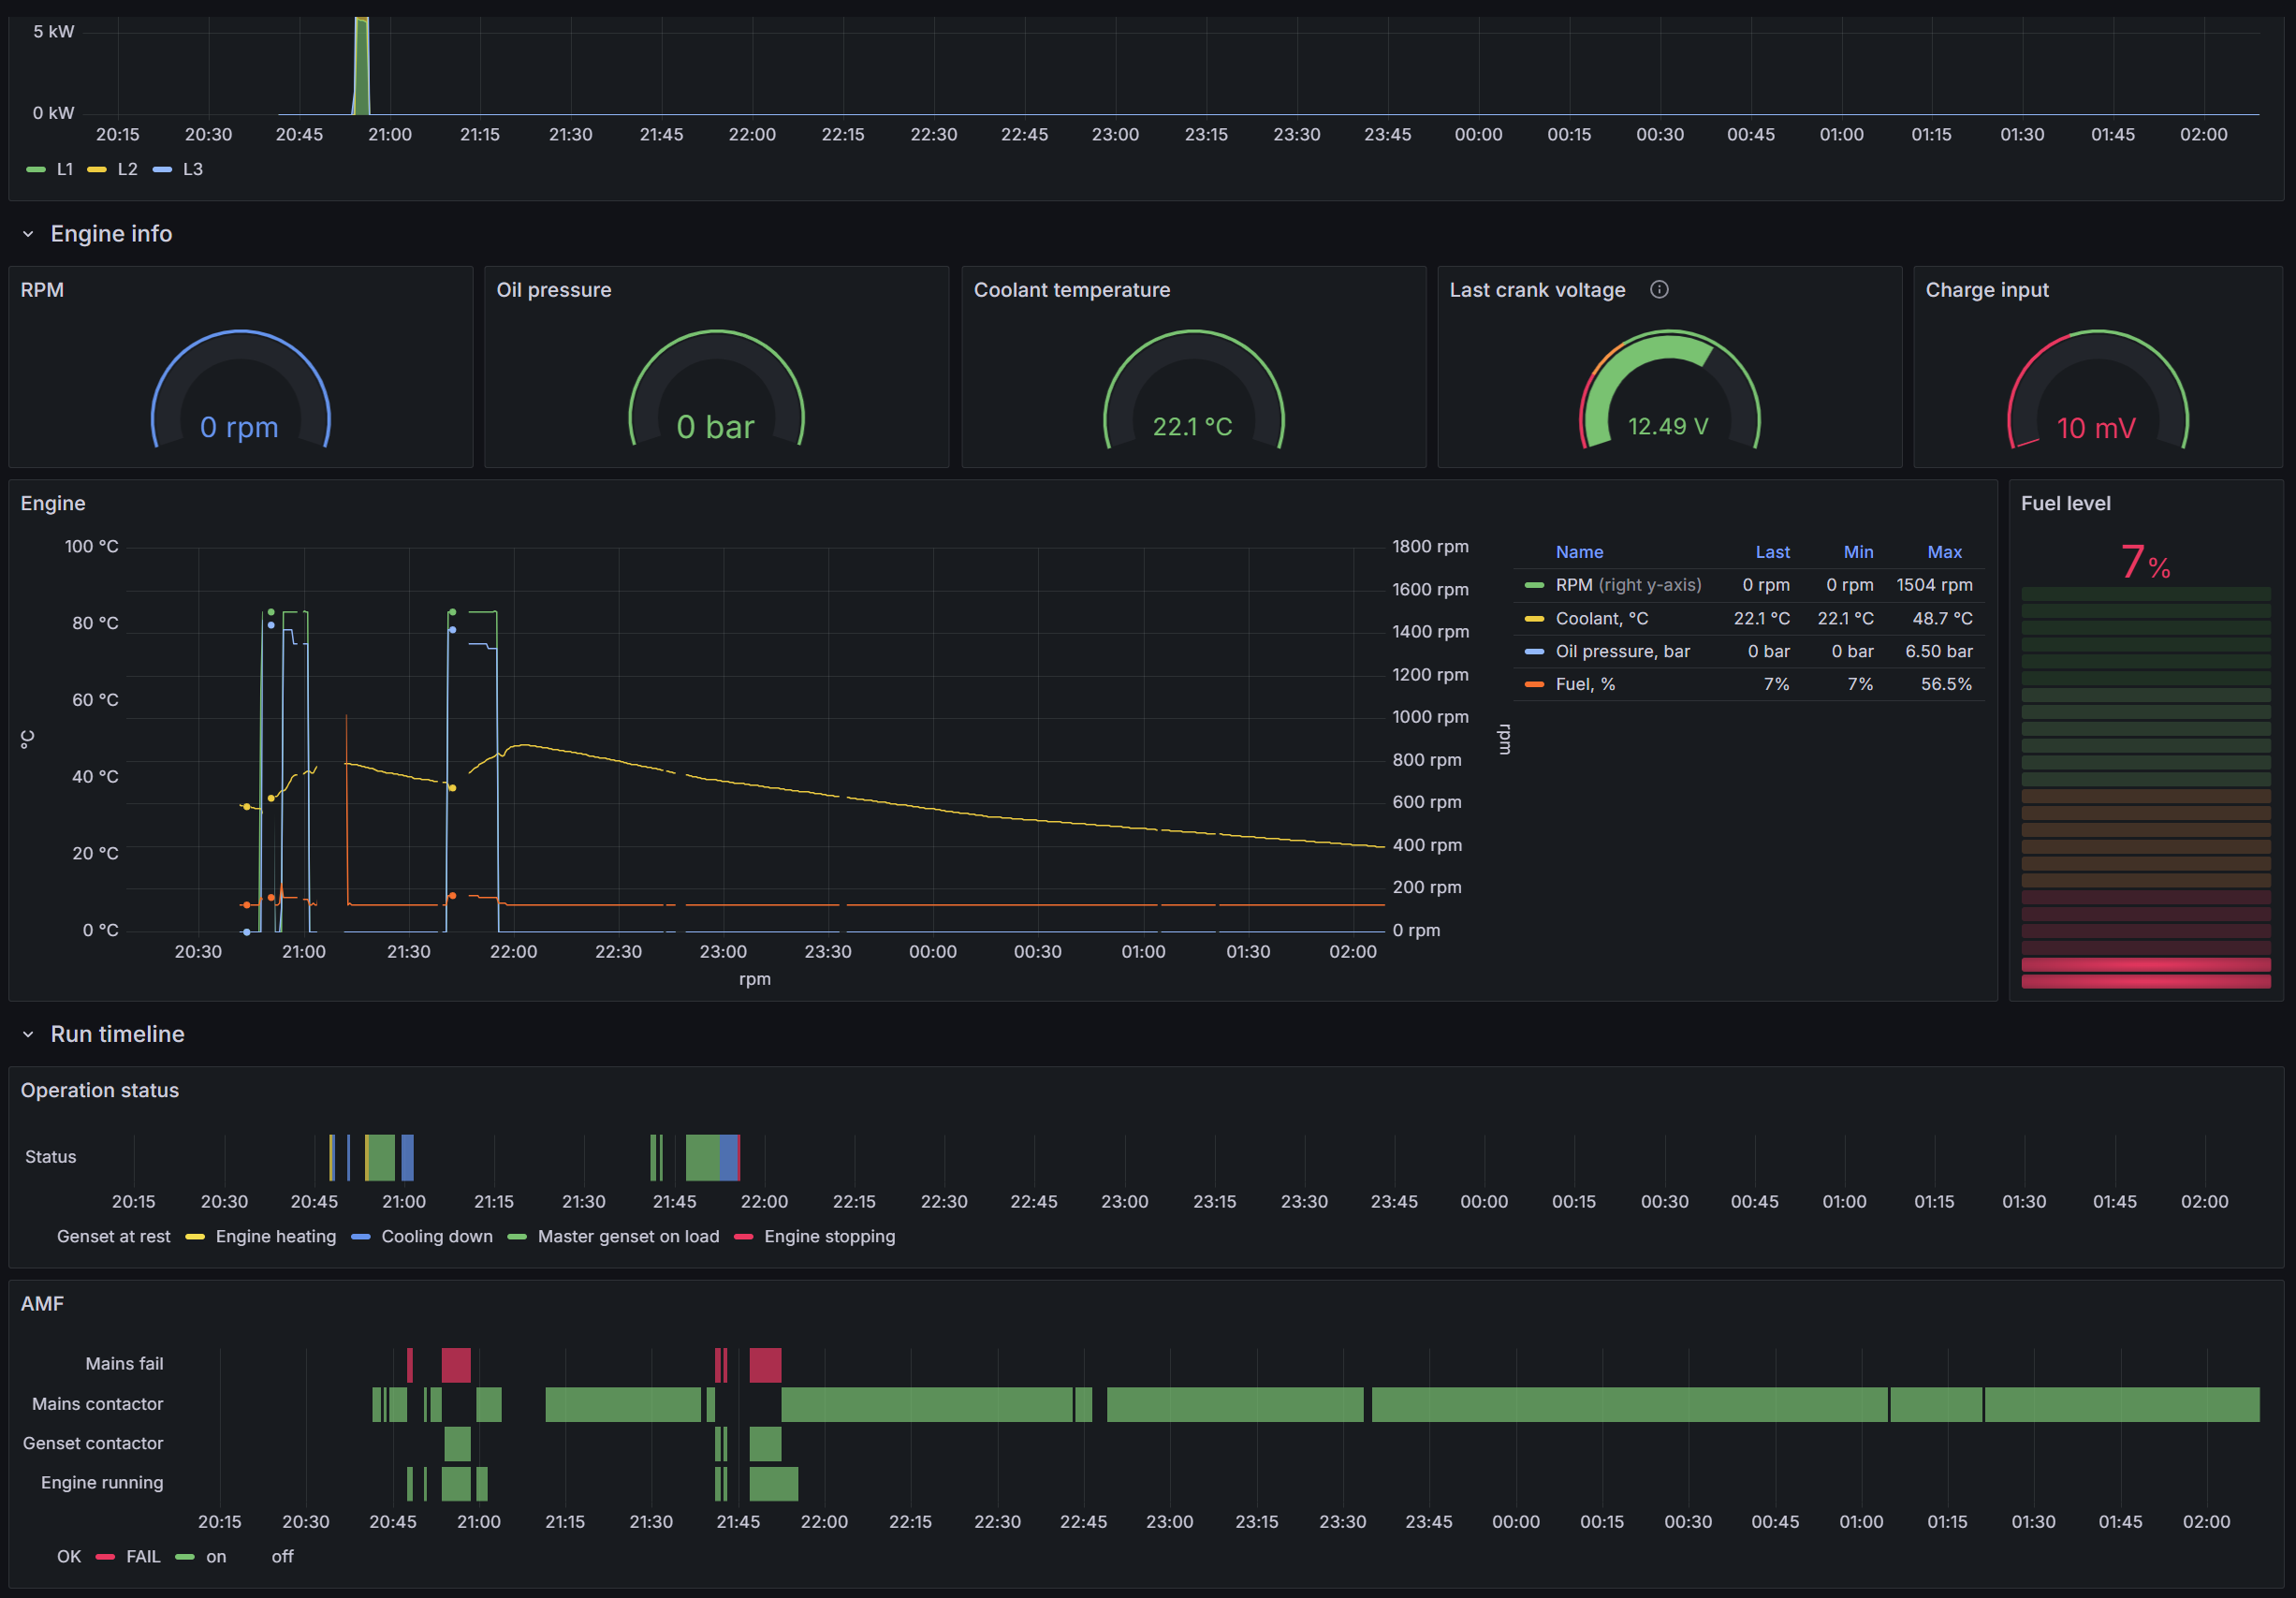 5 kW
0 kW
20:15 20:30 20:45 21:00 21:15 21:30 21:45 22:00 22:15 22:30 22:45 23:00 23:15 23:30 23:45 00:00 00:15 00:30 00:45 01:00 01:15 01:30 01:45 02:00
L1 L2 L3
Engine info
RPM
0 rpm
Oil pressure
0 bar
Coolant temperature
22.1 °C
Last crank voltage
12.49 V
Charge input
10 mV
Engine
100 °C
80 °C
60 °C
40 °C
20 °C
0 °C
°C
1800 rpm
1600 rpm
1400 rpm
1200 rpm
1000 rpm
800 rpm
600 rpm
400 rpm
200 rpm
0 rpm
rpm
20:30 21:00 21:30 22:00 22:30 23:00 23:30 00:00 00:30 01:00 01:30 02:00
rpm
Name Last Min Max
RPM (right y-axis) 0 rpm 0 rpm 1504 rpm
Coolant, °C 22.1 °C 22.1 °C 48.7 °C
Oil pressure, bar 0 bar 0 bar 6.50 bar
Fuel, % 7% 7% 56.5%
Fuel level
7%
Run timeline
Operation status
Status
20:15 20:30 20:45 21:00 21:15 21:30 21:45 22:00 22:15 22:30 22:45 23:00 23:15 23:30 23:45 00:00 00:15 00:30 00:45 01:00 01:15 01:30 01:45 02:00
Genset at rest Engine heating Cooling down Master genset on load Engine stopping
AMF
Mains fail
Mains contactor
Genset contactor
Engine running
20:15 20:30 20:45 21:00 21:15 21:30 21:45 22:00 22:15 22:30 22:45 23:00 23:15 23:30 23:45 00:00 00:15 00:30 00:45 01:00 01:15 01:30 01:45 02:00
OK FAIL on off